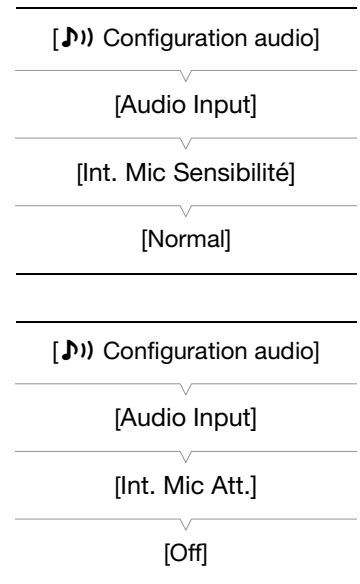 [♪)) Configuration audio]
[Audio Input]
[Int. Mic Sensibilité]
[Normal]
[♪)) Configuration audio]
[Audio Input]
[Int. Mic Att.]
[Off]